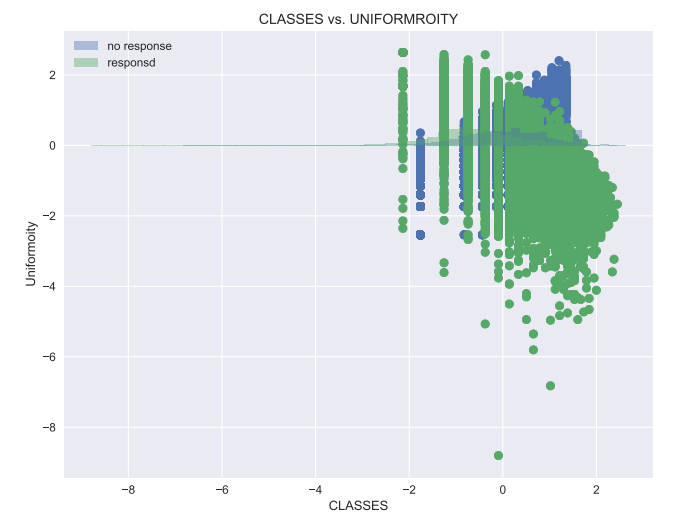 CLASSES vs. UNIFORMROITY
no response
responsd
2
0
−2
−4
−6
−8
Uniformoity
−8 −6 −4 −2 0 2
CLASSES